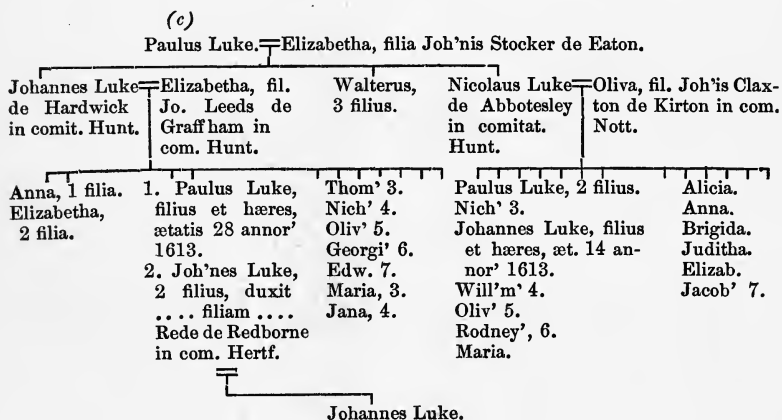 (c)
Paulus Luke.=Elizabetha, filia Joh'nis Stocker de Eaton.
Johannes Luke=Elizabetha, fil.
de Hardwick Jo. Leeds de
in comit. Hunt. Graffham in
com. Hunt.
Walterus,
3 filius.
Nicolaus Luke=Oliva, fil. Joh'is Clax-
de Abbotesley ton de Kirton in com.
in comitat. Nott.
Hunt.
Anna, 1 filia.
Elizabetha,
2 filia.
1. Paulus Luke,
filius et hæres,
ætatis 28 annor'
1613.
2. Joh'nes Luke,
2 filius, duxit
.... filiam ....
Rede de Redborne
in com. Hertf.
Thom' 3.
Nich' 4.
Oliv' 5.
Georgi' 6.
Edw. 7.
Maria, 3.
Jana, 4.
Paulus Luke, 2 filius.
Nich' 3.
Johannes Luke, filius
et hæres, æt. 14 an-
nor' 1613.
Will'm' 4.
Oliv' 5.
Rodney', 6.
Maria.
Alicia.
Anna.
Brigida.
Juditha.
Elizab.
Jacob' 7.
Johannes Luke.